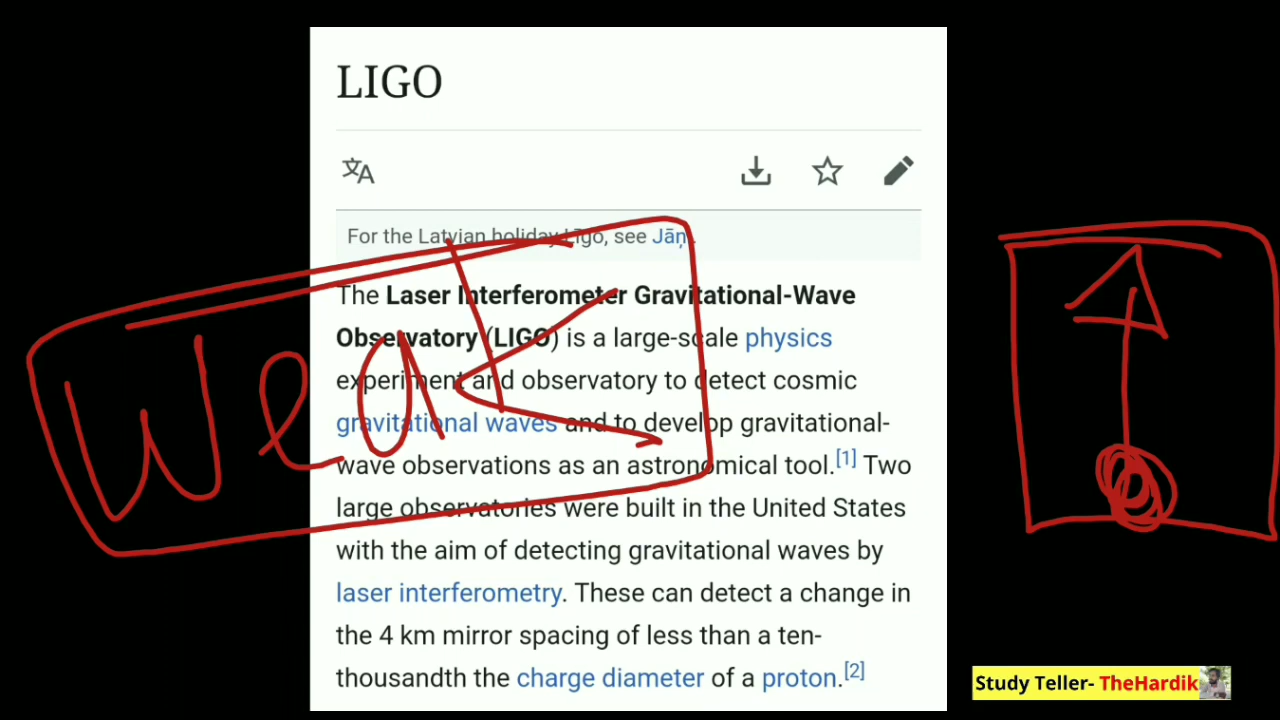 LIGO
For the Latvian holiday Līgo, see Jāņi.
The Laser Interferometer Gravitational-Wave
Observatory (LIGO) is a large-scale physics
experiment and observatory to detect cosmic
gravitational waves and to develop gravitational-
wave observations as an astronomical tool.[1] Two
large observatories were built in the United States
with the aim of detecting gravitational waves by
laser interferometry. These can detect a change in
the 4 km mirror spacing of less than a ten-
thousandth the charge diameter of a proton.[2]
weak
Study Teller- TheHardik